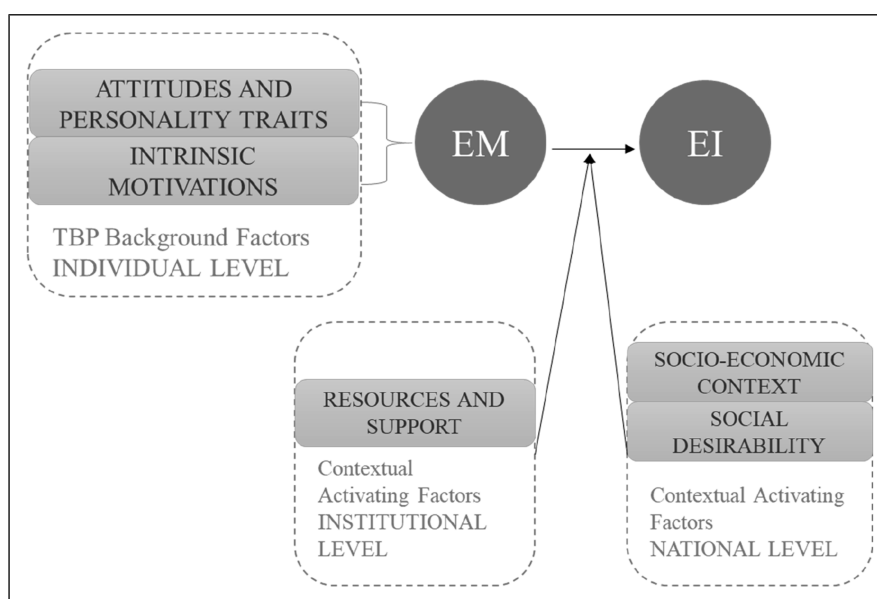 ATTITUDES AND
PERSONALITY TRAITS
INTRINSIC
MOTIVATIONS
TBP Background Factors
INDIVIDUAL LEVEL
EM
EI
RESOURCES AND
SUPPORT
Contextual
Activating Factors
INSTITUTIONAL
LEVEL
SOCIO-ECONOMIC
CONTEXT
SOCIAL
DESIRABILITY
Contextual Activating
Factors
NATIONAL LEVEL